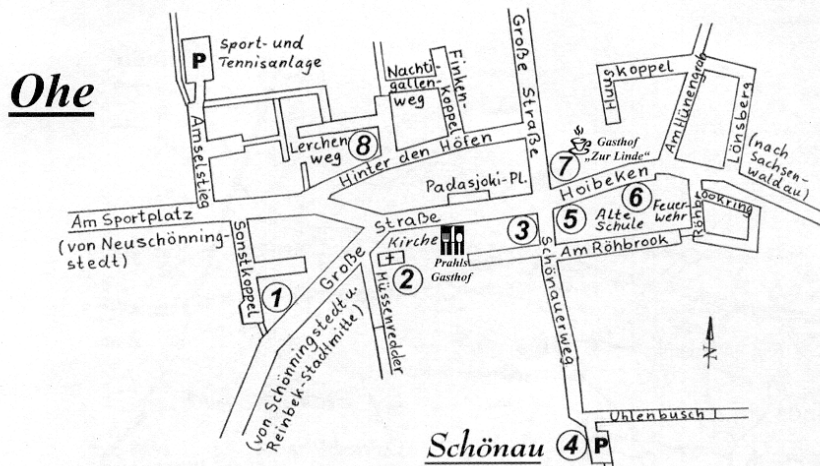 Ohe
P
Sport- und
Tennisanlage
Amselstieg
Lerchen
weg
8
Nachti-
gallen-
weg
Finken-
koppel
Hinter den Höfen
Große
Straße
Huuskoppel
Am Hünengrab
Lönsberg
(nach
Sachsen-
waldau)
7
Gasthof
„Zur Linde“
Hoibeken
Padasjoki-Pl.
Am Sportplatz
(von Neuschönning-
stedt)
Sonstkoppel
1
Große
Straße
Kirche
2
Prahls
Gasthof
3
5
Alte
Schule
6
Feuer-
wehr
Röhbrookring
Am Röhbrook
Müssenredder
Schönauerweg
(von Schönningstedt u.
Reinbek-Stadtmitte)
N
Uhlenbusch
Schönau
4
P